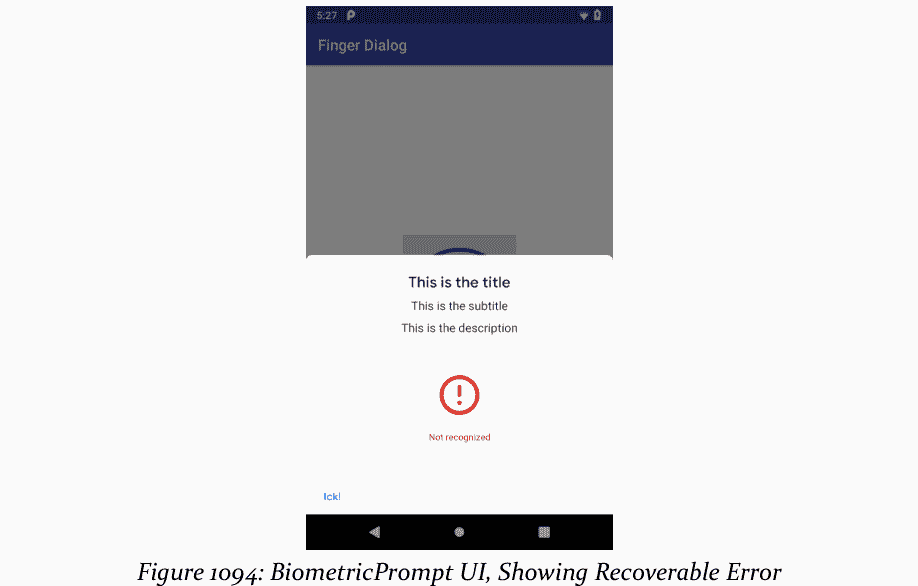 5:27
Finger Dialog
This is the title
This is the subtitle
This is the description
Not recognized
Ick!
Figure 1094: BiometricPrompt UI, Showing Recoverable Error